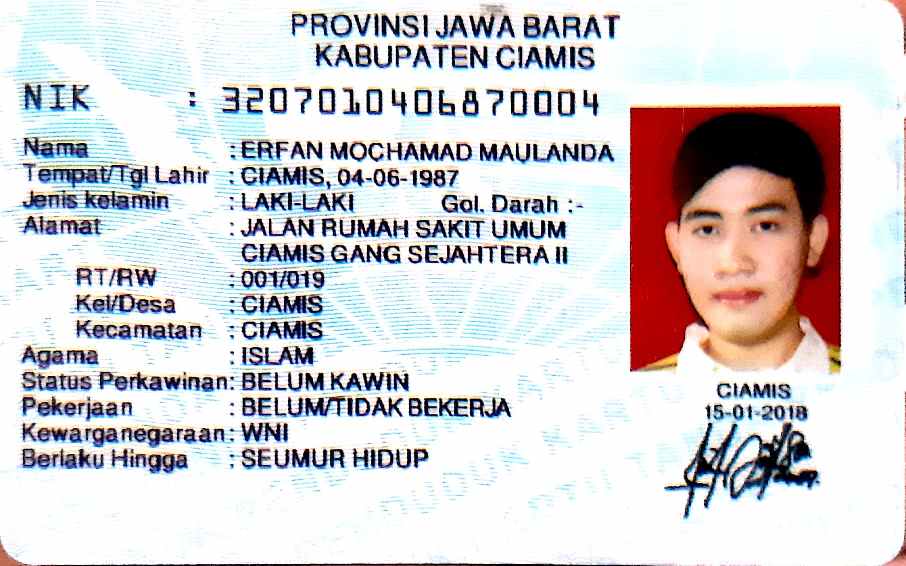 PROVINSI JAWA BARAT
KABUPATEN CIAMIS
NIK : 3207010406870004
Nama : ERFAN MOCHAMAD MAULANDA
Tempat/Tgl Lahir : CIAMIS, 04-06-1987
Jenis kelamin : LAKI-LAKI Gol. Darah :-
Alamat : JALAN RUMAH SAKIT UMUM
CIAMIS GANG SEJAHTERA II
RT/RW : 001/019
Kel/Desa : CIAMIS
Kecamatan : CIAMIS
Agama : ISLAM
Status Perkawinan: BELUM KAWIN
Pekerjaan : BELUM/TIDAK BEKERJA
Kewarganegaraan: WNI
Berlaku Hingga : SEUMUR HIDUP
CIAMIS
15-01-2018